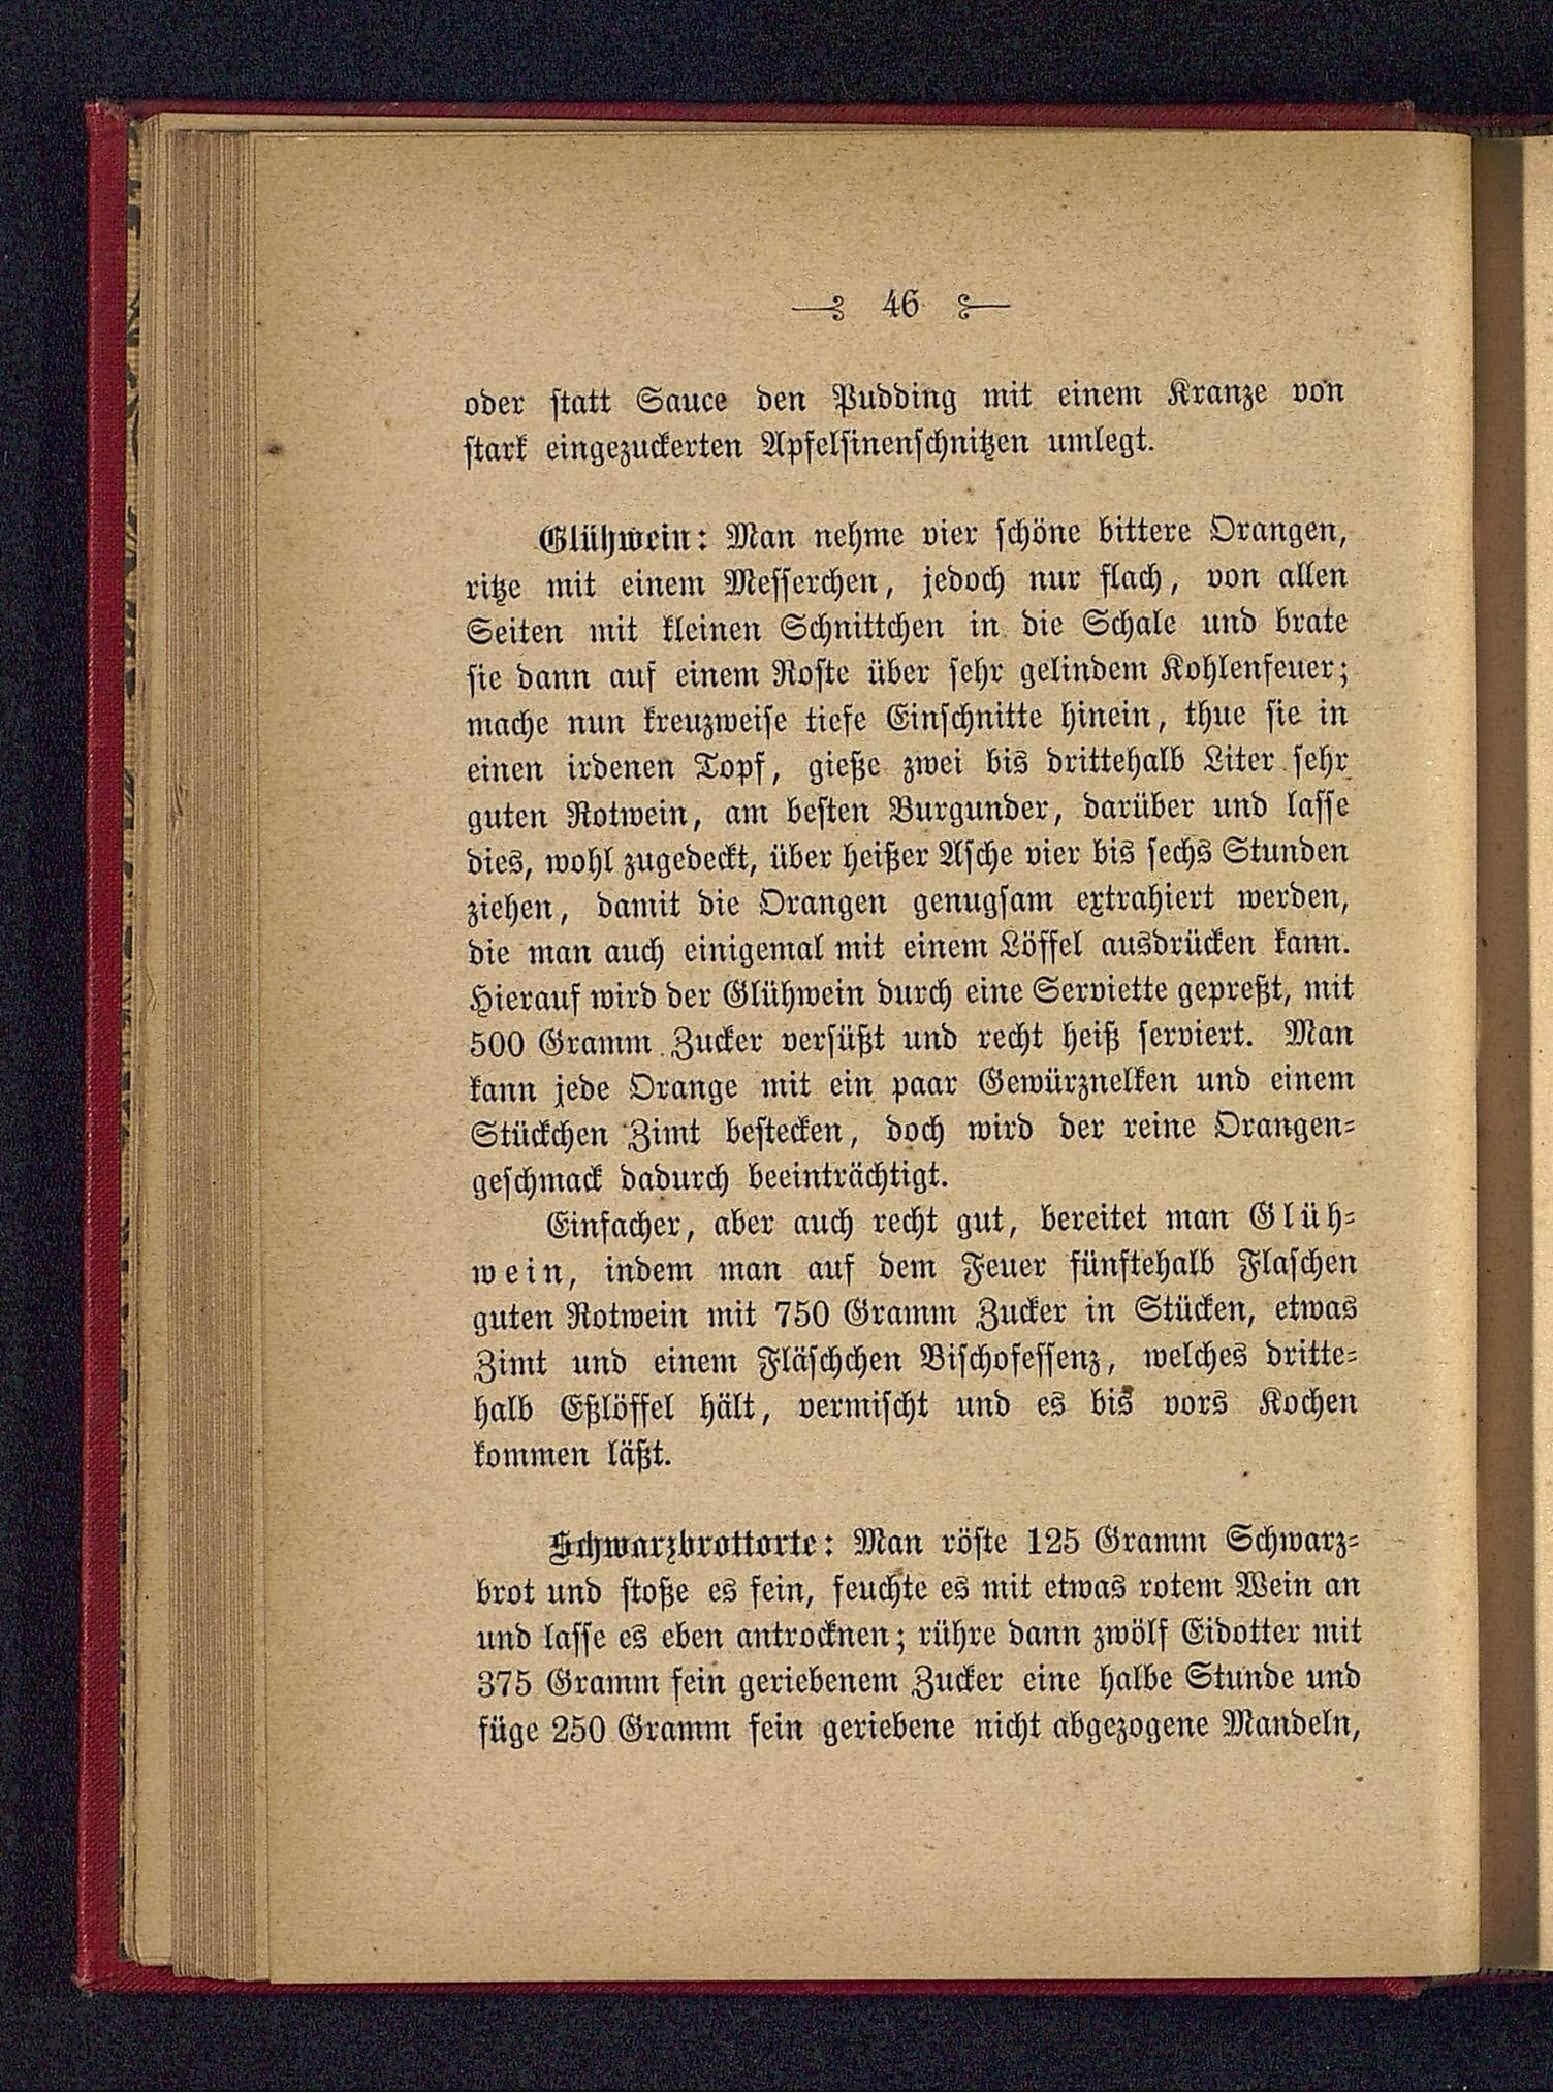 46
oder statt Sauce den Pudding mit einem Kranze von
stark eingezuckerten Apfelsinenschnitzen umlegt.
Glühwein: Man nehme vier schöne bittere Orangen,
ritze mit einem Messerchen, jedoch nur flach, von allen
Seiten mit kleinen Schnittchen in die Schale und brate
sie dann auf einem Roste über sehr gelindem Kohlenfeuer;
mache nun kreuzweise tiefe Einschnitte hinein, thue sie in
einen irdenen Topf, gieße zwei bis drittehalb Liter sehr
guten Rotwein, am besten Burgunder, darüber und lasse
dies, wohl zugedeckt, über heißer Asche vier bis sechs Stunden
ziehen, damit die Orangen genugsam extrahiert werden,
die man auch einigemal mit einem Löffel ausdrücken kann.
Hierauf wird der Glühwein durch eine Serviette gepreßt, mit
500 Gramm Zucker versüßt und recht heiß serviert. Man
kann jede Orange mit ein paar Gewürznelken und einem
Stückchen Zimt bestecken, doch wird der reine Orangen-
geschmack dadurch beeinträchtigt.
Einfacher, aber auch recht gut, bereitet man Glüh-
wein, indem man auf dem Feuer fünftehalb Flaschen
guten Rotwein mit 750 Gramm Zucker in Stücken, etwas
Zimt und einem Fläschchen Bischofessenz, welches dritte-
halb Eßlöffel hält, vermischt und es bis vors Kochen
kommen läßt.
Schwarzbrottorte: Man röste 125 Gramm Schwarz-
brot und stoße es fein, feuchte es mit etwas rotem Wein an
und lasse es eben antrocknen; rühre dann zwölf Eidotter mit
375 Gramm fein geriebenem Zucker eine halbe Stunde und
füge 250 Gramm fein geriebene nicht abgezogene Mandeln,